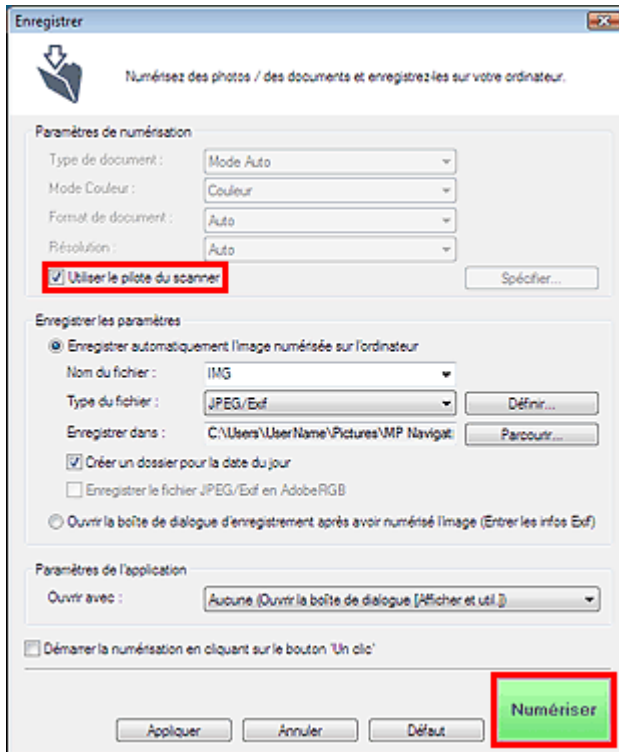 Enregistrer
Numérisez des photos / des documents et enregistrez-les sur votre ordinateur.
Paramètres de numérisation
Type de document : Mode Auto
Mode Couleur : Couleur
Format de document : Auto
Résolution : Auto
Utiliser le pilote du scanner Spécifier...
Enregistrer les paramètres
Enregistrer automatiquement l'image numérisée sur l'ordinateur
Nom du fichier : IMG
Type du fichier : JPEG/Exif Définir...
Enregistrer dans : C:\Users\UserName\Pictures\MP Navigat Parcourir...
Créer un dossier pour la date du jour
Enregistrer le fichier JPEG/Exif en AdobeRGB
Ouvrir la boîte de dialogue d'enregistrement après avoir numérisé l'image (Entrer les infos Exif)
Paramètres de l'application
Ouvrir avec : Aucune (Ouvrir la boîte de dialogue [Afficher et util.])
Démarrer la numérisation en cliquant sur le bouton 'Un clic'
Numériser
Appliquer Annuler Défaut